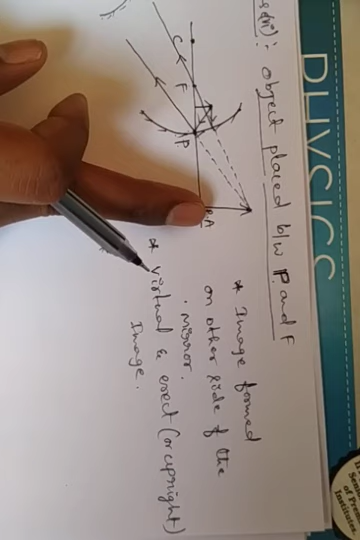 PHYSICS
: object placed b/w P and F
C
F
P
A
* Image formed
on other side of the
mirror.
* Virtual & erect (or upright)
Image.